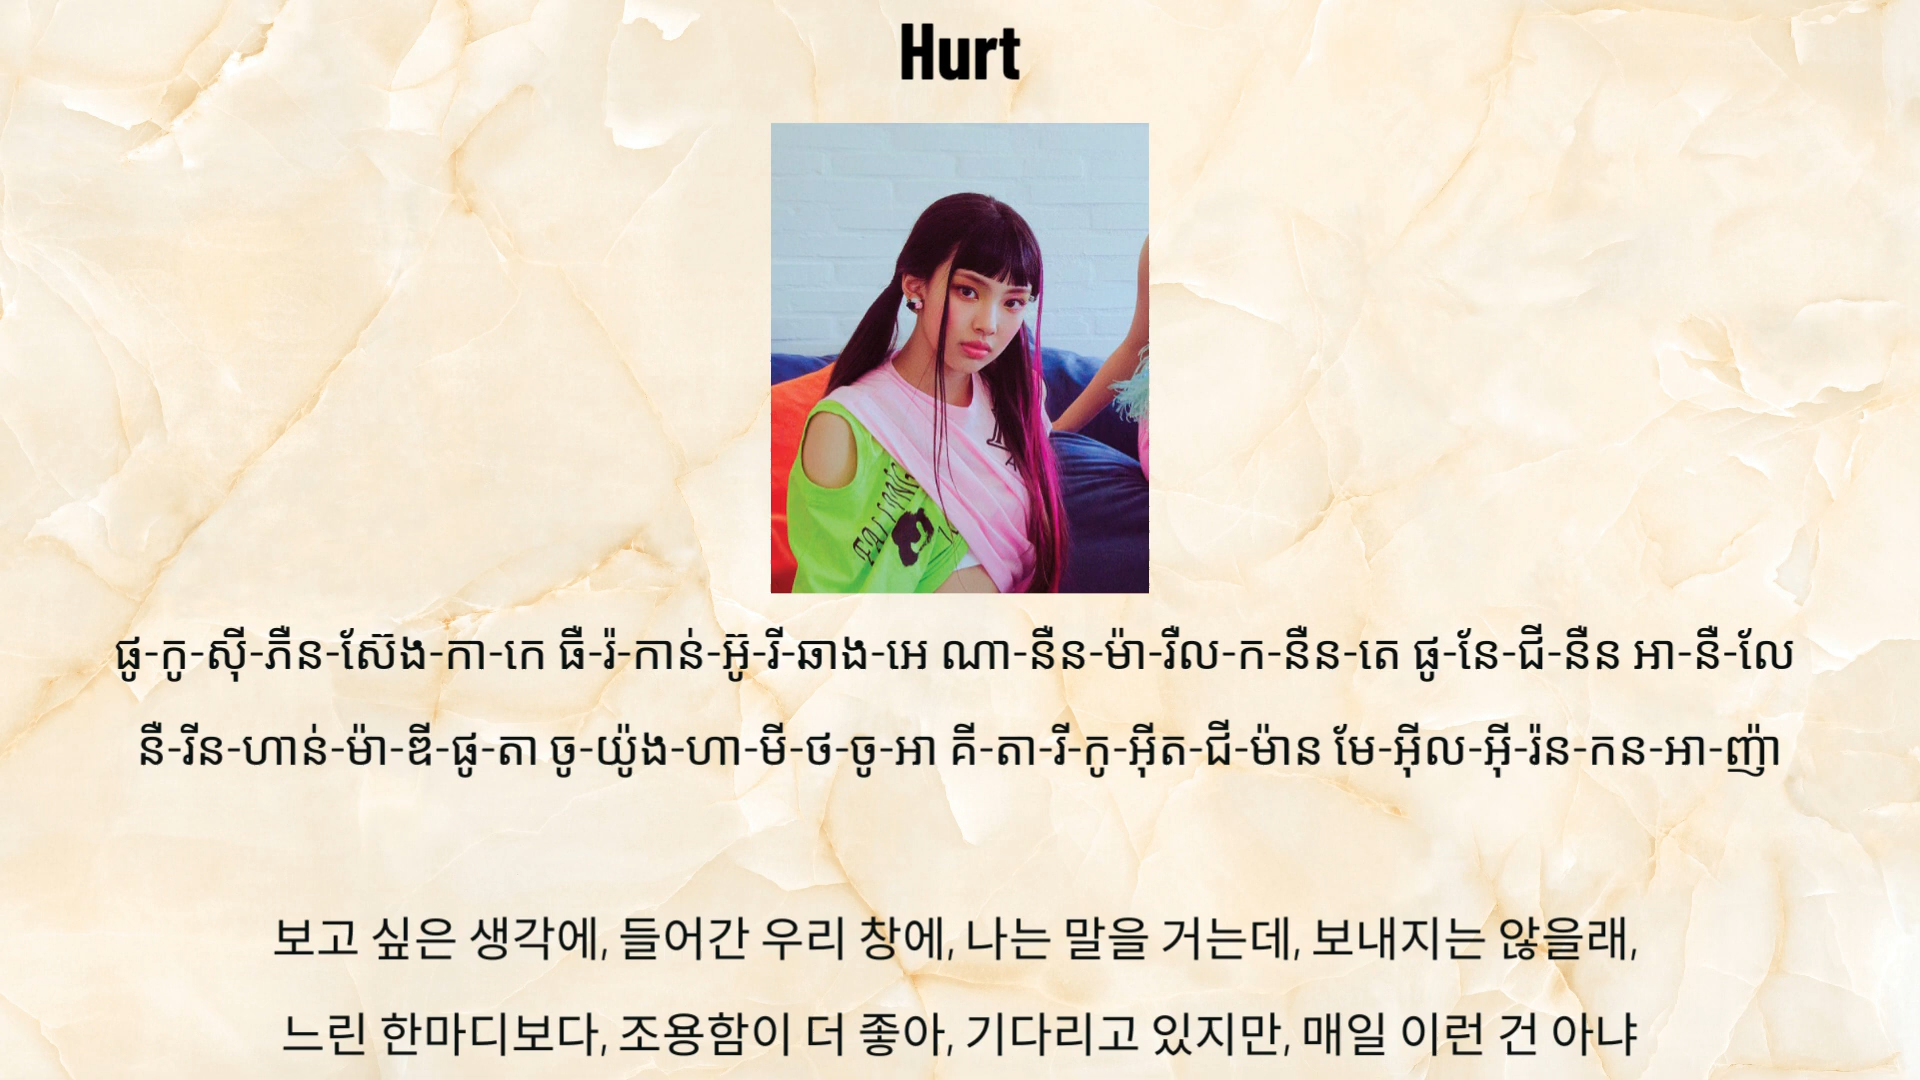 Hurt
FALLING
ផូ-កូ-ស៊ី-ភឺន-ស៊ែង-កា-កេ ធឺ-រ៉-កាន់-អ៊ូ-រី-ឆាង-អេ ណា-នឺន-ម៉ា-រឺល-ក-នឺន-តេ ផូ-នែ-ជី-នឺន អា-នឺ-លែ
នឺ-រីន-ហាន់-ម៉ា-ឌី-ផូ-តា ចូ-យ៉ូង-ហា-មី-ថ-ចូ-អា គី-តា-រី-កូ-អ៊ីត-ជី-ម៉ាន មែ-អ៊ីល-អ៊ី-រ៉ន-កន-អា-ញ៉ា
보고 싶은 생각에, 들어간 우리 창에, 나는 말을 거는데, 보내지는 않을래,
느린 한마디보다, 조용함이 더 좋아, 기다리고 있지만, 매일 이런 건 아냐